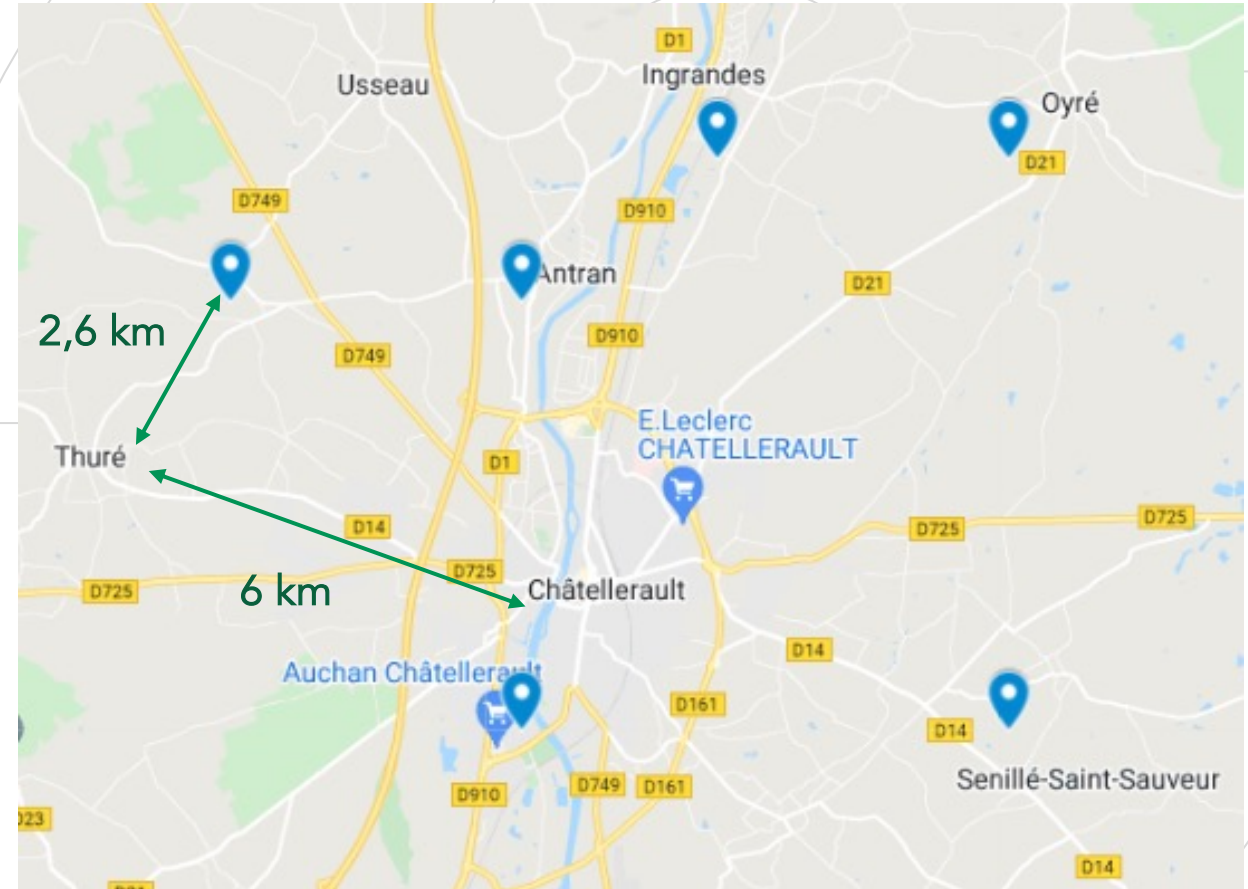 D1
Ingrandes
Usseau
Oyré
D21
D749
D910
Antran
D21
2,6 km
D910
D749
E.Leclerc
CHATELLERAULT
Thuré
D1
D14
D725
D725
D725
D725
6 km
Châtellerault
D14
Auchan Châtellerault
D161
D14
Senillé-Saint-Sauveur
D910
D749
D161
D14